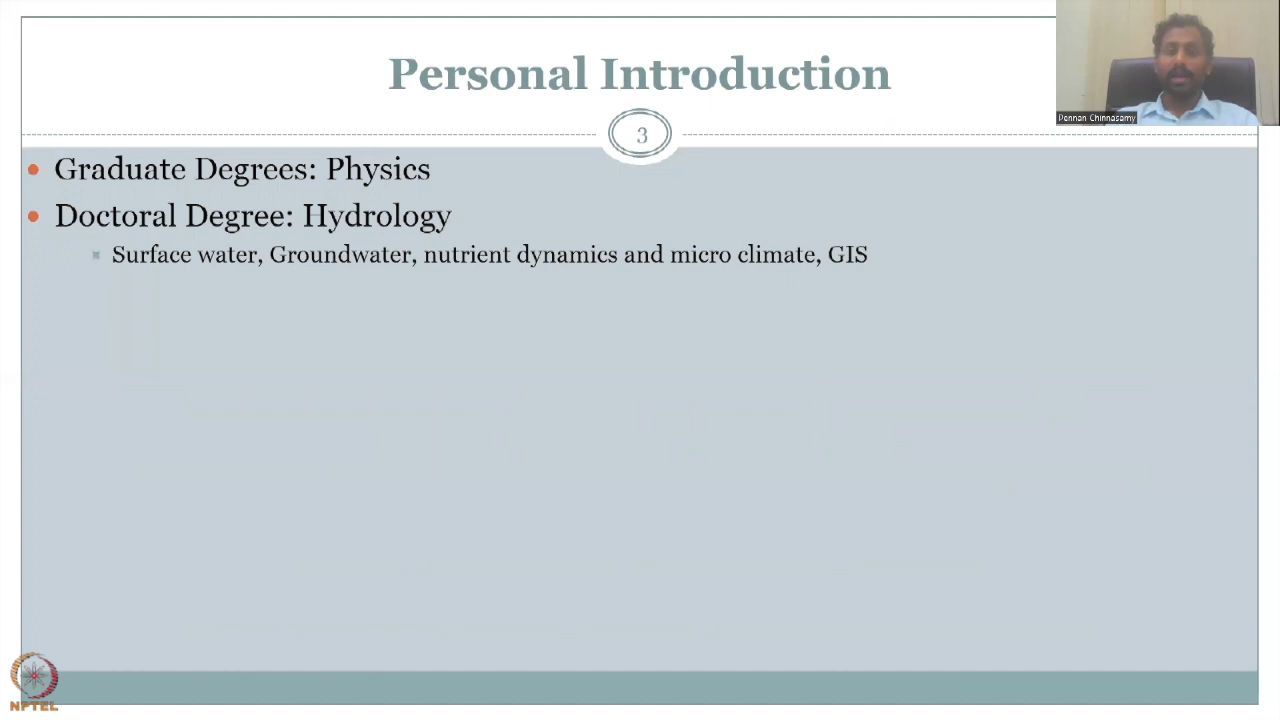 Personal Introduction
Pennan Chinnasamy
3
Graduate Degrees: Physics
Doctoral Degree: Hydrology
Surface water, Groundwater, nutrient dynamics and micro climate, GIS
NPTEL